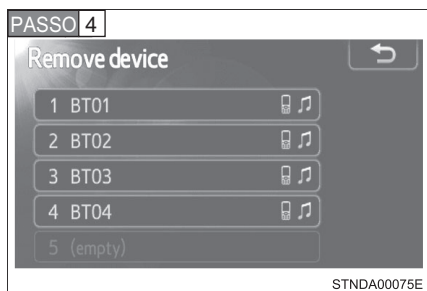 PASSO 4
Remove device
1 BT01
2 BT02
3 BT03
4 BT04
5 (empty)
STNDA00075E